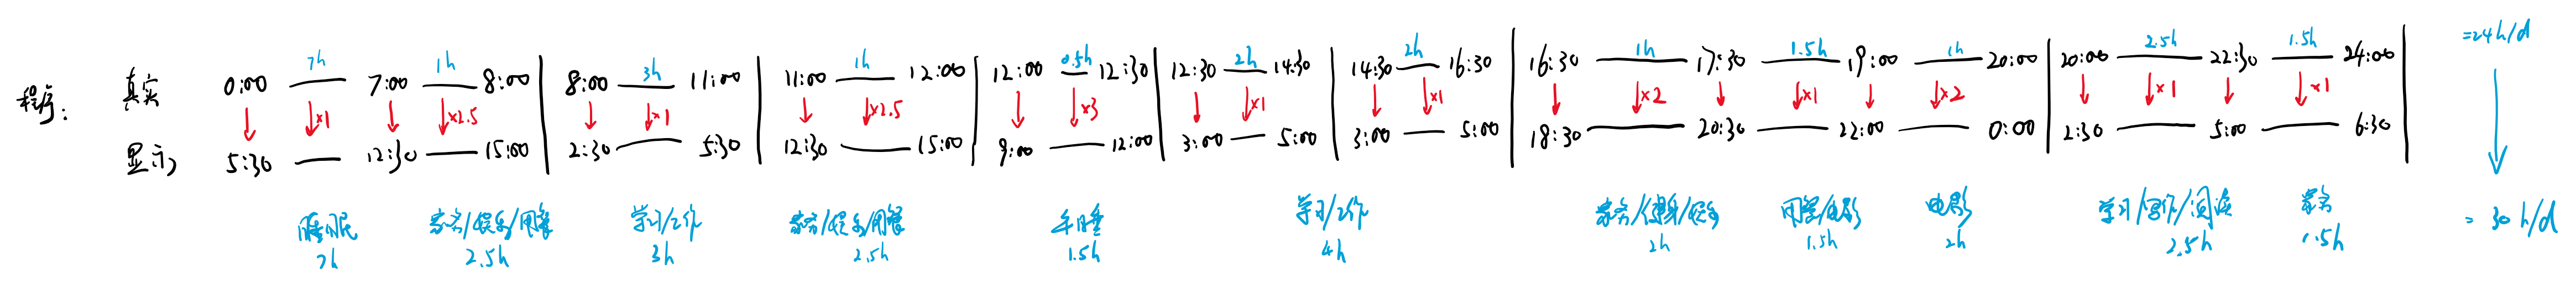 7h 1h 3h 1h 0.5h 2h 2h 1h 1.5h 1h 2.5h 1.5h =24h/d
程序: 真实 0:00 — 7:00 — 8:00 | 8:00 — 11:00 | 11:00 — 12:00 | 12:00 — 12:30 | 12:30 — 14:30 | 14:30 — 16:30 | 16:30 — 17:30 — 19:00 — 20:00 | 20:00 — 22:30 — 24:00 |
↓ ↓×1 ↓ ↓×2.5 ↓ ↓×1 ↓ ↓×2.5 ↓ ↓×3 ↓ ↓×1 ↓ ↓×1 ↓ ↓×2 ↓ ↓×1 ↓ ↓×2 ↓ ↓×1 ↓ ↓×1
显示 5:30 — 12:30 — 15:00 2:30 — 5:30 12:30 — 15:00 9:00 — 12:00 3:00 — 5:00 3:00 — 5:00 18:30 — 20:30 — 22:00 — 0:00 2:30 — 5:00 — 6:30
睡眠 家务/娱乐/用餐 学习/工作 家务/娱乐/用餐 午睡 学习/工作 家务/健身/娱乐 用餐/电影 电影 学习/写作/阅读 家务 = 30 h/d
7h 2.5h 3h 2.5h 1.5h 4h 2h 1.5h 2h 2.5h 1.5h